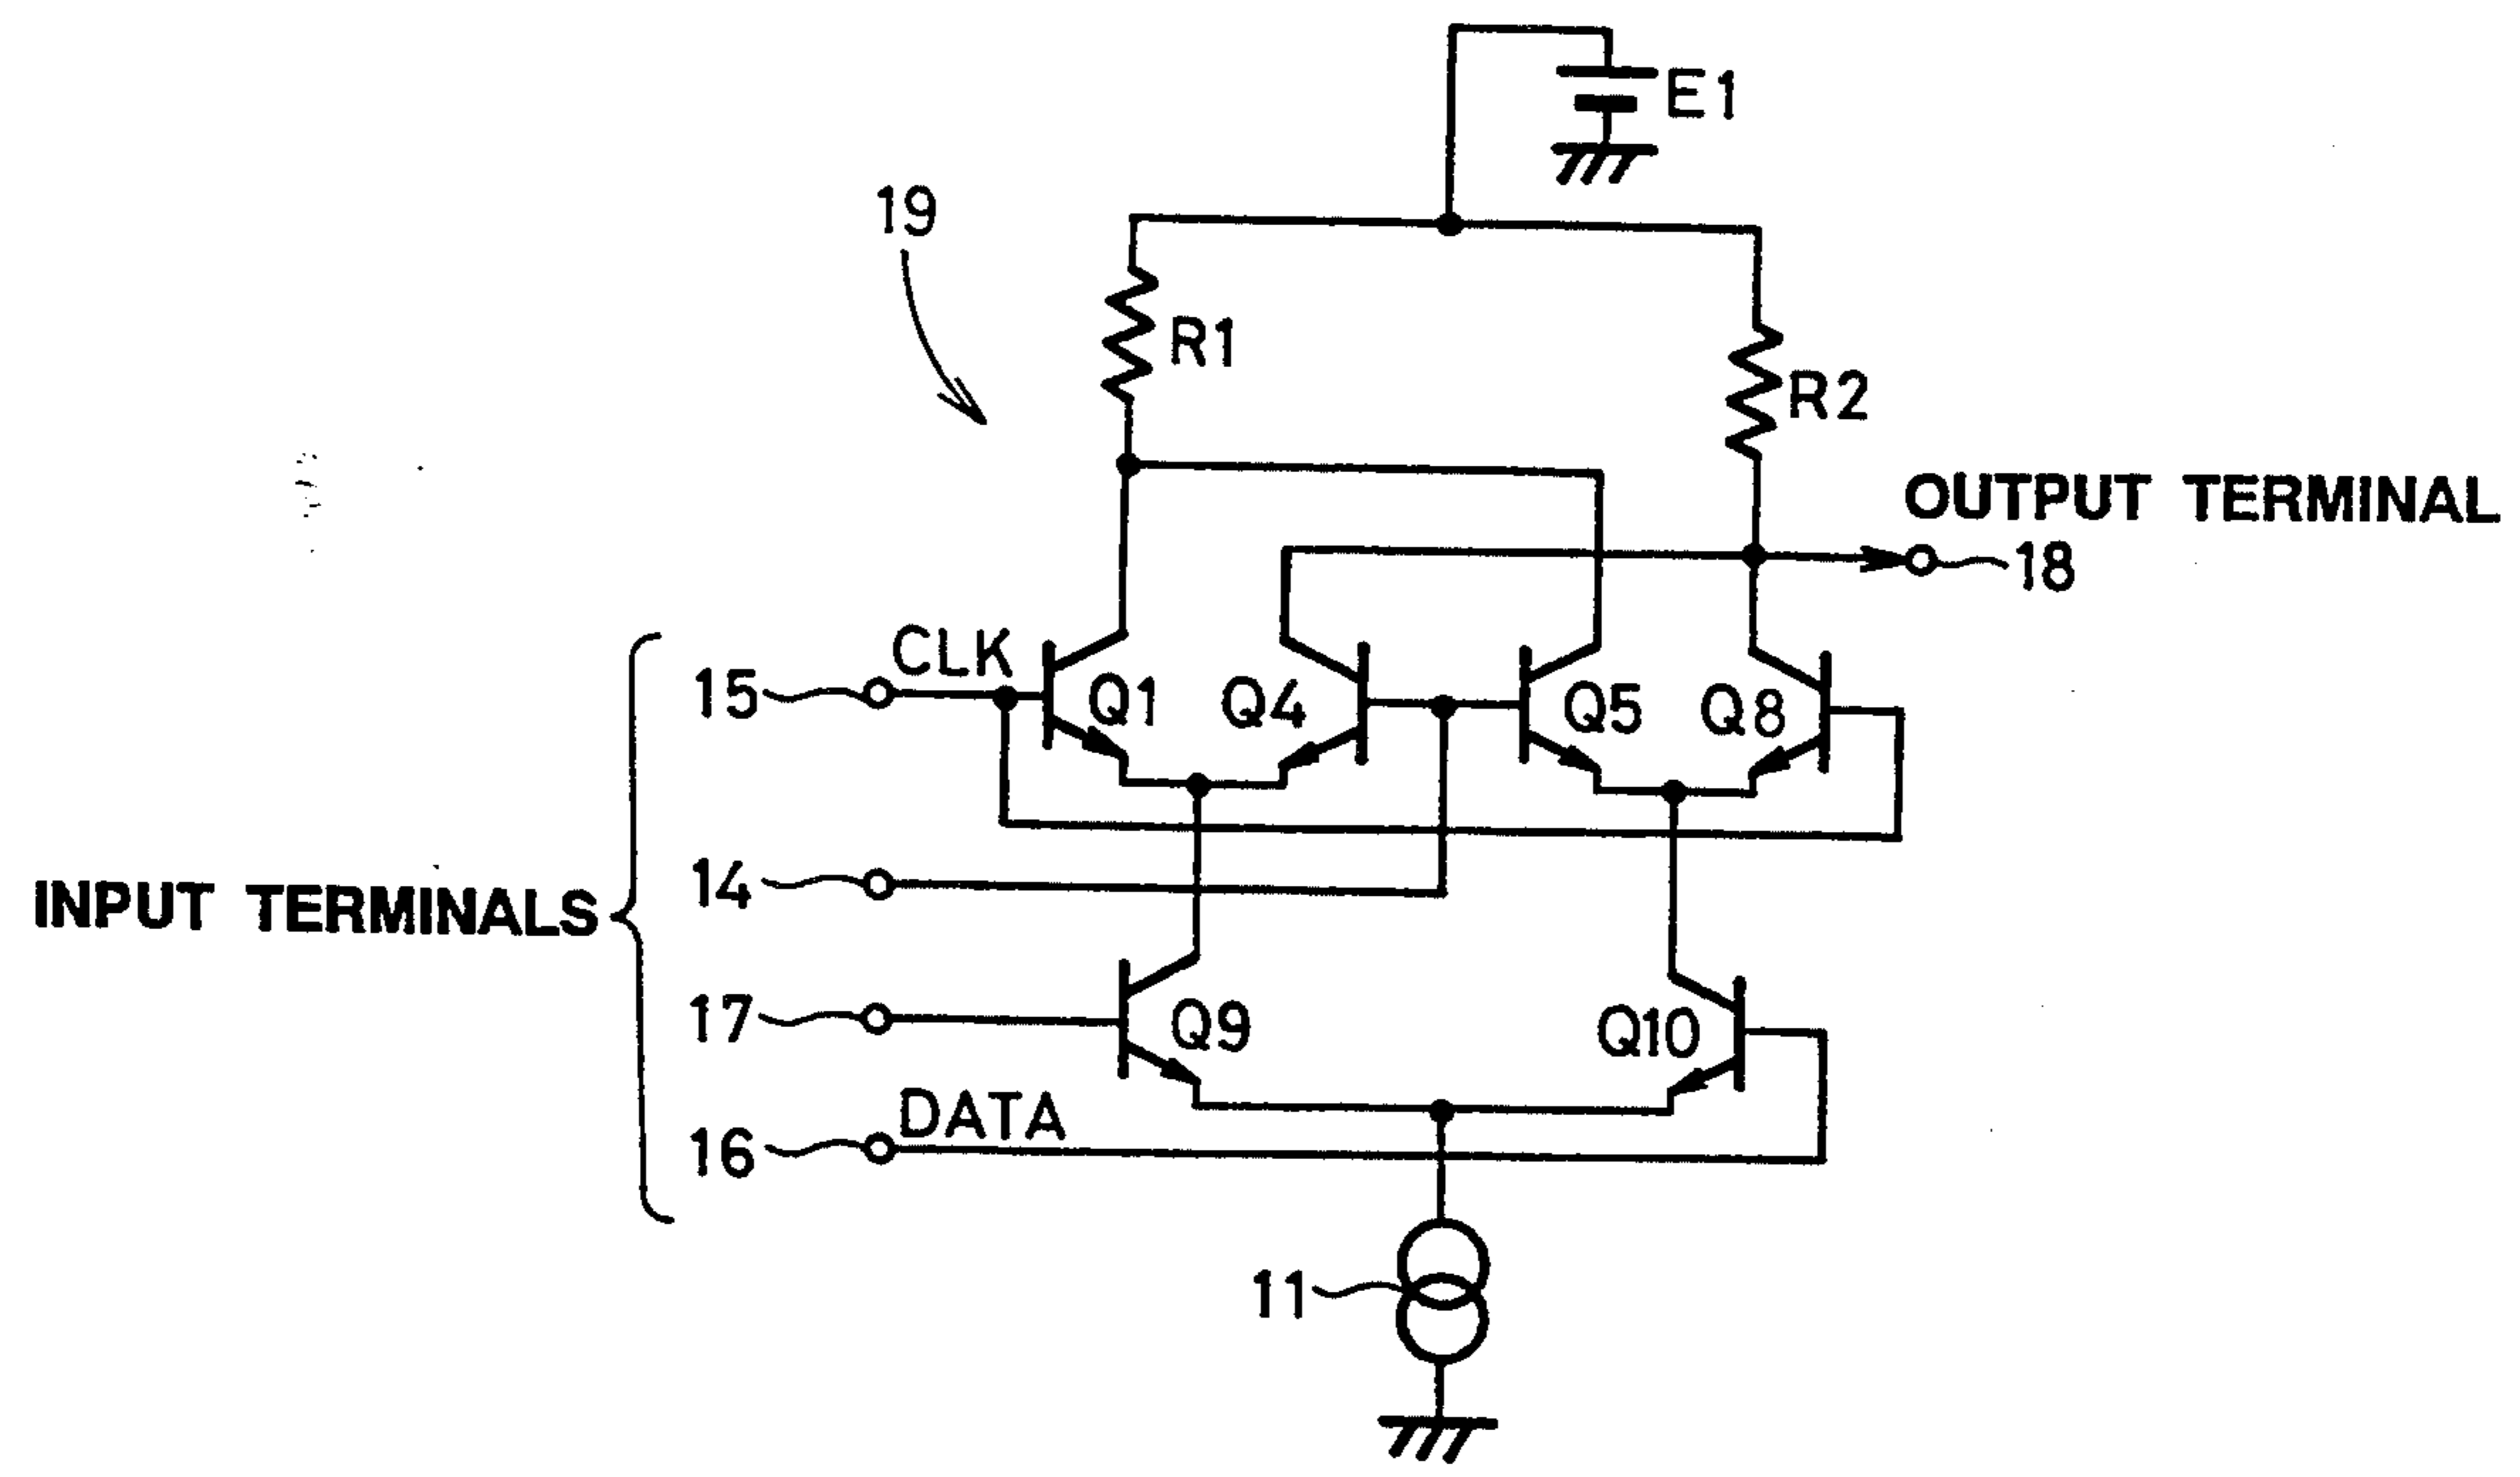 E1
19
R1
R2
OUTPUT TERMINAL
18
CLK
15
Q1
Q4
Q5
Q8
14
INPUT TERMINALS
17
Q9
Q10
DATA
16
11